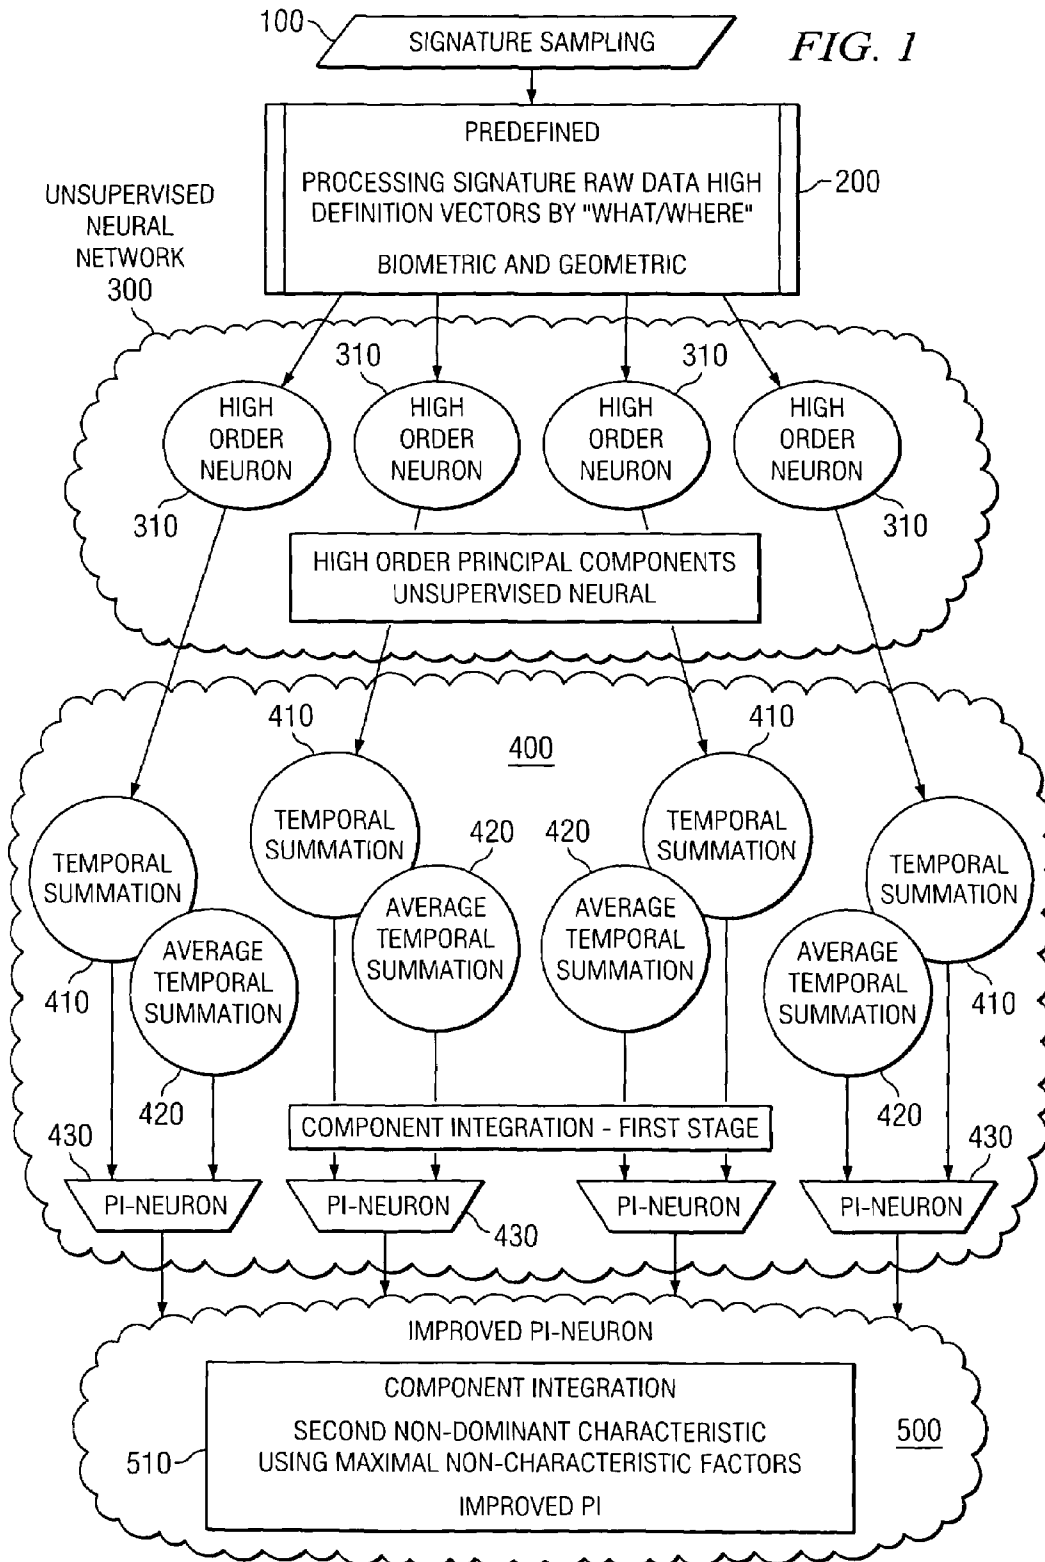 100
SIGNATURE SAMPLING
FIG. 1
PREDEFINED
PROCESSING SIGNATURE RAW DATA HIGH
DEFINITION VECTORS BY "WHAT/WHERE"
BIOMETRIC AND GEOMETRIC
200
UNSUPERVISED
NEURAL
NETWORK
300
310
310
HIGH
ORDER
NEURON
HIGH
ORDER
NEURON
HIGH
ORDER
NEURON
HIGH
ORDER
NEURON
310
310
HIGH ORDER PRINCIPAL COMPONENTS
UNSUPERVISED NEURAL
410
400
410
TEMPORAL
SUMMATION
TEMPORAL
SUMMATION
420
420
TEMPORAL
SUMMATION
TEMPORAL
SUMMATION
AVERAGE
TEMPORAL
SUMMATION
AVERAGE
TEMPORAL
SUMMATION
AVERAGE
TEMPORAL
SUMMATION
AVERAGE
TEMPORAL
SUMMATION
410
410
420
420
COMPONENT INTEGRATION - FIRST STAGE
430
430
PI-NEURON
PI-NEURON
PI-NEURON
PI-NEURON
430
IMPROVED PI-NEURON
COMPONENT INTEGRATION
SECOND NON-DOMINANT CHARACTERISTIC
USING MAXIMAL NON-CHARACTERISTIC FACTORS
IMPROVED PI
510
500